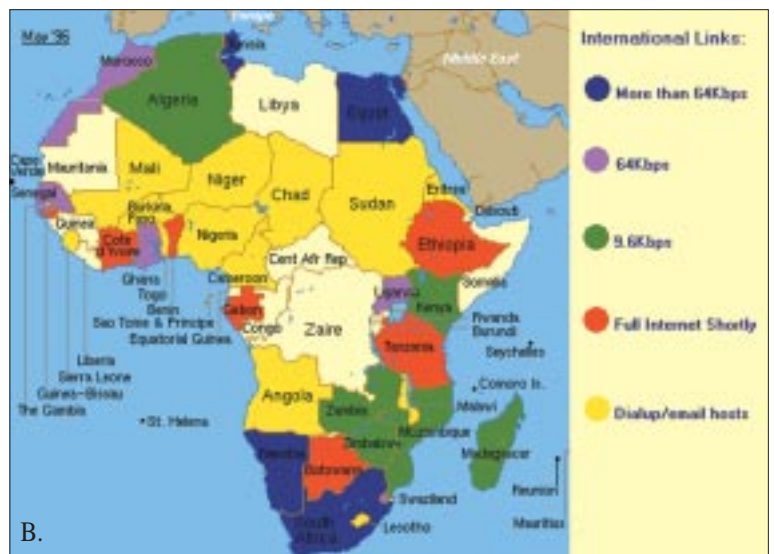 May '96
Europe
Tunisia
Middle East
Morocco
Algeria
Libya
Egypt
Capo
Verde
Mauritania
Mali
Niger
Chad
Sudan
Eritrea
Djibouti
Senegal
Burkina
Faso
Guinea
Cote
d'Ivoire
Nigeria
Ethiopia
Cent Afr Rep
Somalia
Cameroon
Ghana
Togo
Benin
Sao Tome & Principe
Equatorial Guinea
Gabon
Congo
Zaire
Uganda
Kenya
Rwanda
Burundi
Seychelles
Tanzania
Liberia
Sierra Leone
Guinea-Bissau
The Gambia
Comoro Is.
Angola
Zambia
Malawi
St. Helena
Mozambique
Zimbabwe
Madagascar
Namibia
Botswana
Reunion
Swaziland
Mauritius
South
Africa
Lesotho
B.
International Links:
More than 64Kbps
64Kbps
9.6Kbps
Full Internet Shortly
Dialup/email hosts